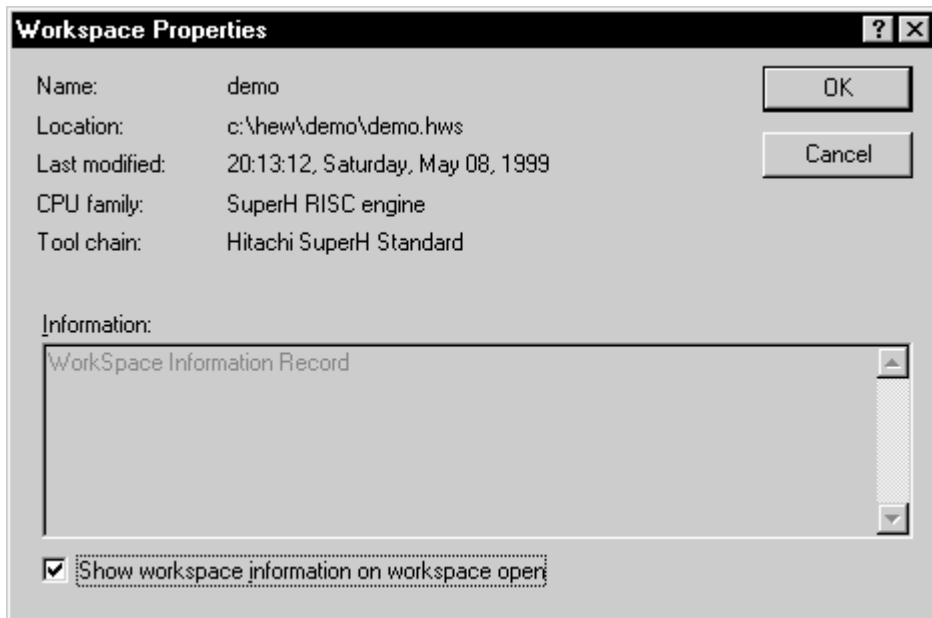 Workspace Properties
Name: demo
OK
Location: c:\hew\demo\demo.hws
Last modified: 20:13:12, Saturday, May 08, 1999
Cancel
CPU family: SuperH RISC engine
Tool chain: Hitachi SuperH Standard
Information:
WorkSpace Information Record
Show workspace information on workspace open